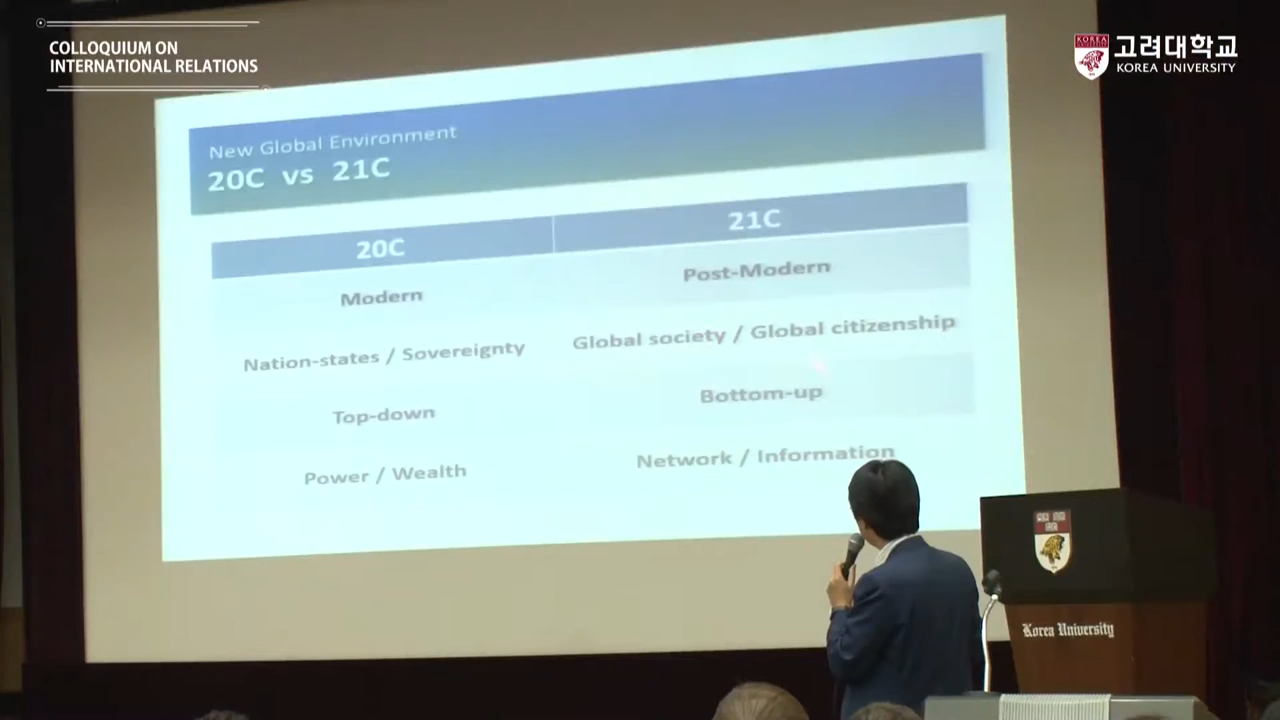 COLLOQUIUM ON
INTERNATIONAL RELATIONS
KOREA
고려대학교
KOREA UNIVERSITY
New Global Environment
20C vs 21C
20C
21C
Modern
Post-Modern
Nation-states / Sovereignty
Global society / Global citizenship
Top-down
Bottom-up
Power / Wealth
Network / Information
Korea University